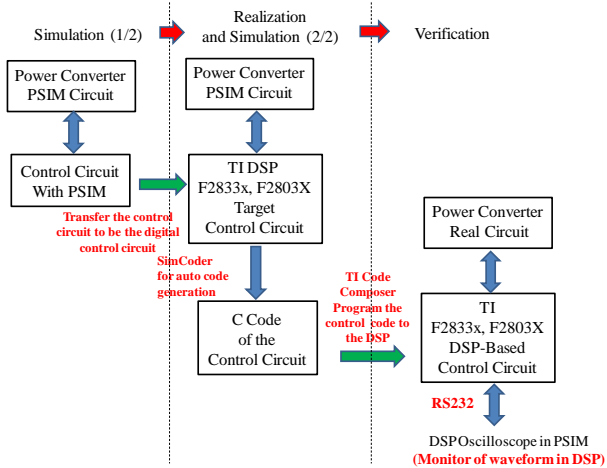 Simulation (1/2)
Realization
and Simulation (2/2)
Verification
Power Converter
PSIM Circuit
Control Circuit
With PSIM
Transfer the control
circuit to be the digital
control circuit
Power Converter
PSIM Circuit
TI DSP
F2833x, F2803X
Target
Control Circuit
SimCoder
for auto code
generation
C Code
of the
Control Circuit
TI Code
Composer
Program the
control code to
the DSP
Power Converter
Real Circuit
TI
F2833x, F2803X
DSP-Based
Control Circuit
RS232
DSP Oscilloscope in PSIM
(Monitor of waveform in DSP)